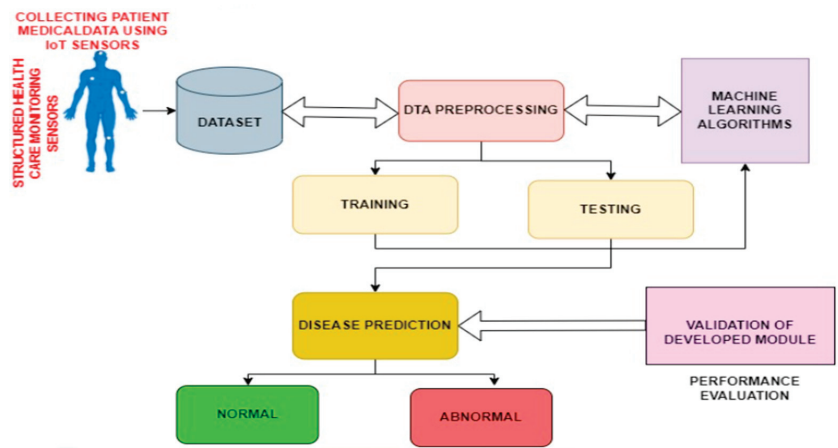 COLLECTING PATIENT
MEDICALDATA USING
IoT SENSORS
STRUCTURED HEALTH
CARE MONITORING
SENSORS
DATASET
DTA PREPROCESSING
MACHINE
LEARNING
ALGORITHMS
TRAINING
TESTING
DISEASE PREDICTION
VALIDATION OF
DEVELOPED MODULE
PERFORMANCE
EVALUATION
NORMAL
ABNORMAL